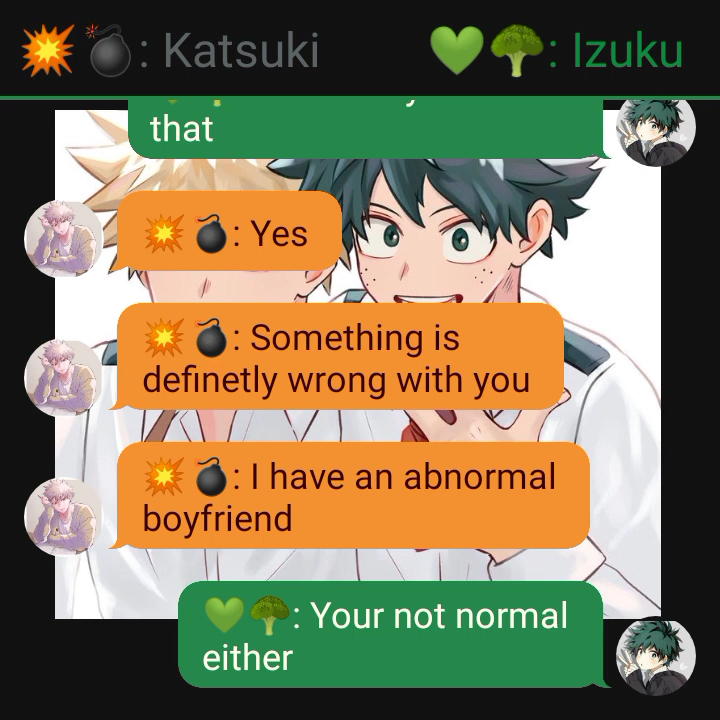 💥💣: Katsuki 💚🥦: Izuku
that
💥💣: Yes
💥💣: Something is
definetly wrong with you
💥💣: I have an abnormal
boyfriend
💚🥦: Your not normal
either